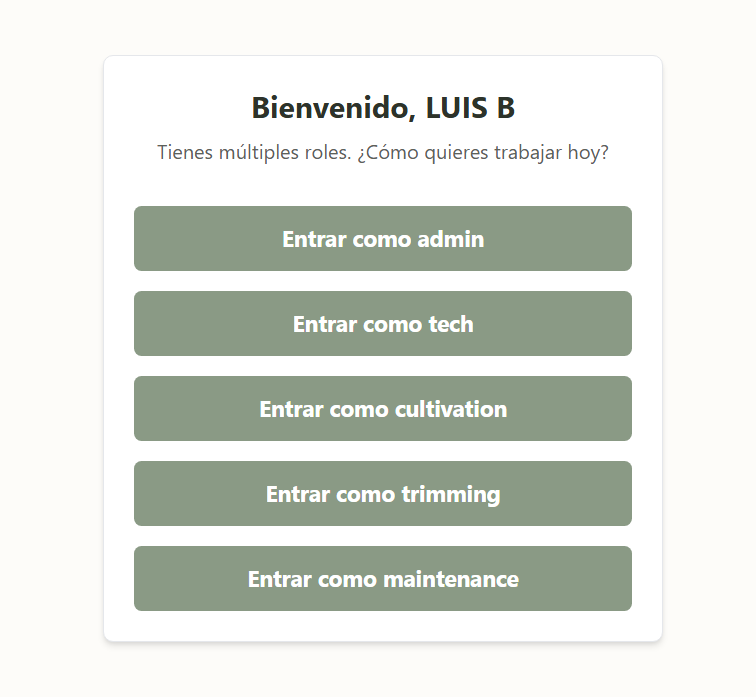 Bienvenido, LUIS B
Tienes múltiples roles. ¿Cómo quieres trabajar hoy?
Entrar como admin
Entrar como tech
Entrar como cultivation
Entrar como trimming
Entrar como maintenance